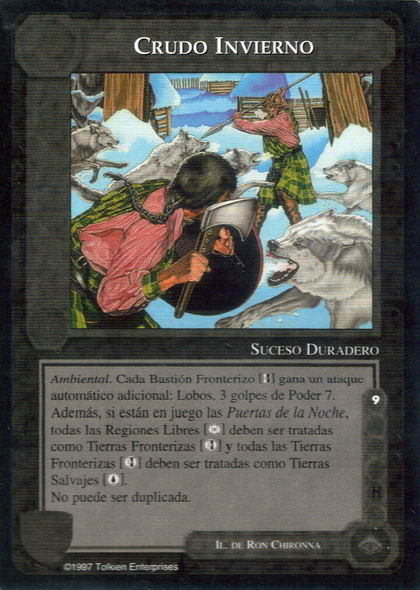 CRUDO INVIERNO
SUCESO DURADERO
Ambiental. Cada Bastión Fronterizo [] gana un ataque
automático adicional: Lobos, 3 golpes de Poder 7.
Además, si están en juego las Puertas de la Noche,
todas las Regiones Libres [] deben ser tratadas
como Tierras Fronterizas [] y todas las Tierras
Fronterizas [] deben ser tratadas como Tierras
Salvajes [].
No puede ser duplicada.
9
H
IL. DE RON CHIRONNA
©1997 Tolkien Enterprises